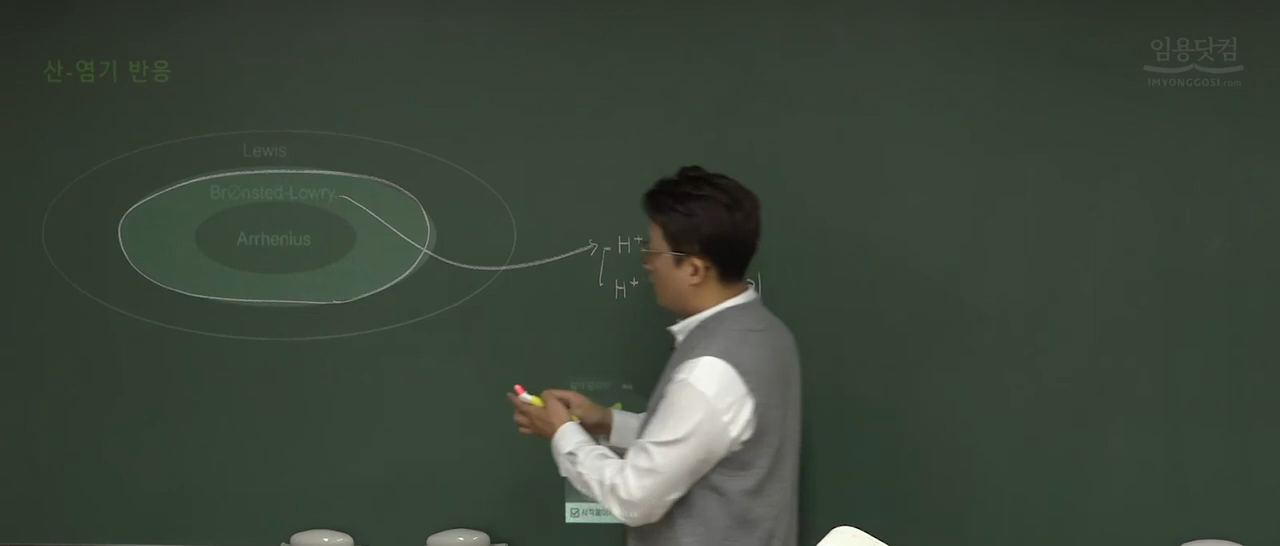 산-염기 반응
임용닷컴
IMYONGGOSI.com
Lewis
Brønsted-Lowry
Arrhenius
H+
H+